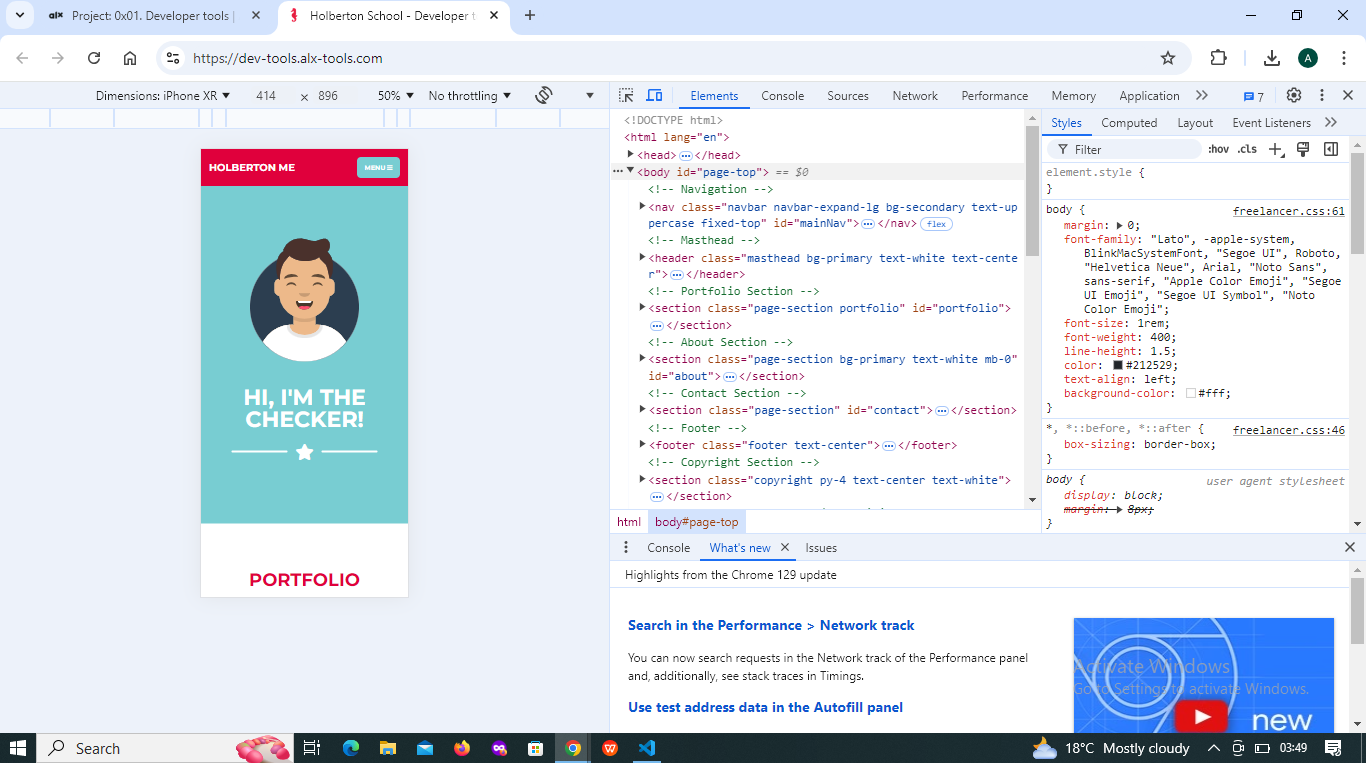 alx Project: 0x01. Developer tools |
Holberton School - Developer t
https://dev-tools.alx-tools.com
A
Dimensions: iPhone XR 414 × 896 50% No throttling
HOLBERTON ME
MENU
HI, I'M THE
CHECKER!
PORTFOLIO
Elements Console Sources Network Performance Memory Application 7
<!DOCTYPE html>
<html lang="en">
<head> ⋯ </head>
<body id="page-top"> == $0
<!-- Navigation -->
<nav class="navbar navbar-expand-lg bg-secondary text-up
percase fixed-top" id="mainNav"> ⋯ </nav> flex
<!-- Masthead -->
<header class="masthead bg-primary text-white text-cente
r"> ⋯ </header>
<!-- Portfolio Section -->
<section class="page-section portfolio" id="portfolio">
⋯ </section>
<!-- About Section -->
<section class="page-section bg-primary text-white mb-0"
id="about"> ⋯ </section>
<!-- Contact Section -->
<section class="page-section" id="contact"> ⋯ </section>
<!-- Footer -->
<footer class="footer text-center"> ⋯ </footer>
<!-- Copyright Section -->
<section class="copyright py-4 text-center text-white">
⋯ </section>
html body#page-top
Styles Computed Layout Event Listeners
Filter :hov .cls
element.style {
}
body { freelancer.css:61
margin: 0;
font-family: "Lato", -apple-system,
BlinkMacSystemFont, "Segoe UI", Roboto,
"Helvetica Neue", Arial, "Noto Sans",
sans-serif, "Apple Color Emoji", "Segoe
UI Emoji", "Segoe UI Symbol", "Noto
Color Emoji";
font-size: 1rem;
font-weight: 400;
line-height: 1.5;
color: #212529;
text-align: left;
background-color: #fff;
}
*, *::before, *::after { freelancer.css:46
box-sizing: border-box;
}
body { user agent stylesheet
display: block;
margin: 8px;
}
Console What's new Issues
Highlights from the Chrome 129 update
Search in the Performance > Network track
You can now search requests in the Network track of the Performance panel
and, additionally, see stack traces in Timings.
Use test address data in the Autofill panel
new
Activate Windows
Go to Settings to activate Windows.
Search
18°C Mostly cloudy 03:49